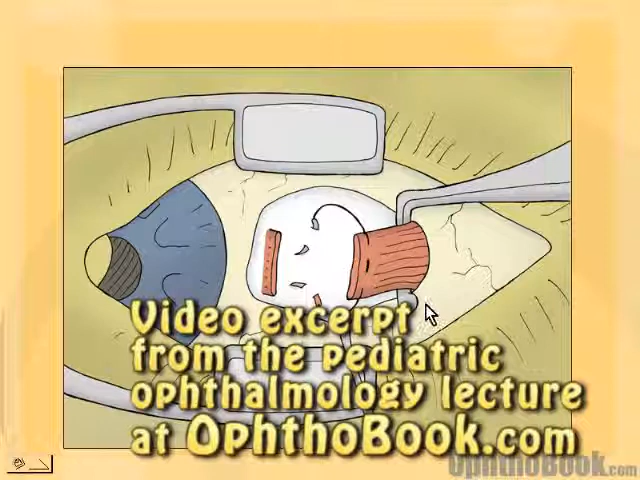 Video excerpt
from the pediatric
ophthalmology lecture
at OphthoBook.com
OphthoBook.com